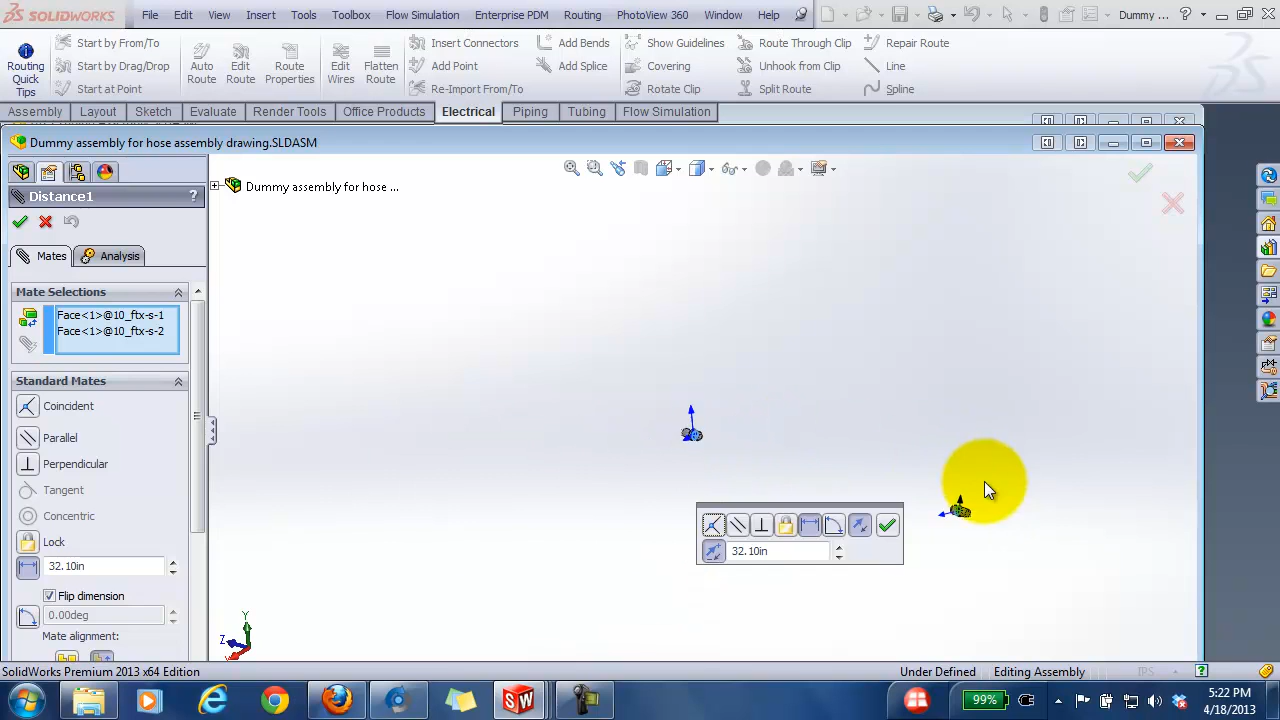 SOLIDWORKS File Edit View Insert Tools Toolbox Flow Simulation Enterprise PDM Routing PhotoView 360 Window Help Dummy ... ?
Routing Quick Tips
Start by From/To
Start by Drag/Drop
Start at Point
Auto Route
Edit Route
Route Properties
Edit Wires
Flatten Route
Insert Connectors
Add Point
Re-Import From/To
Add Bends
Add Splice
Show Guidelines
Covering
Rotate Clip
Route Through Clip
Unhook from Clip
Split Route
Repair Route
Line
Spline
Assembly Layout Sketch Evaluate Render Tools Office Products Electrical Piping Tubing Flow Simulation
Dummy assembly for hose assembly drawing.SLDASM
Distance1 ?
Dummy assembly for hose ...
Mates Analysis
Mate Selections
Face<1>@10_ftx-s-1
Face<1>@10_ftx-s-2
Standard Mates
Coincident
Parallel
Perpendicular
Tangent
Concentric
Lock
32.10in
Flip dimension
0.00deg
Mate alignment:
32.10in
Y
Z
SolidWorks Premium 2013 x64 Edition Under Defined Editing Assembly IPS ?
SW 99% 5:22 PM
4/18/2013